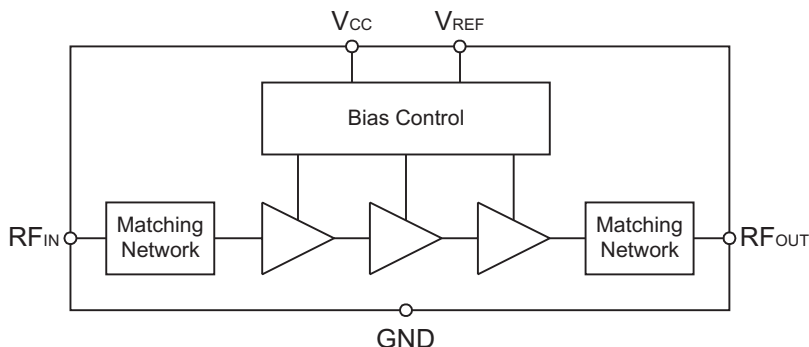 VCC
VREF
Bias Control
RFIN
Matching
Network
Matching
Network
RFOUT
GND